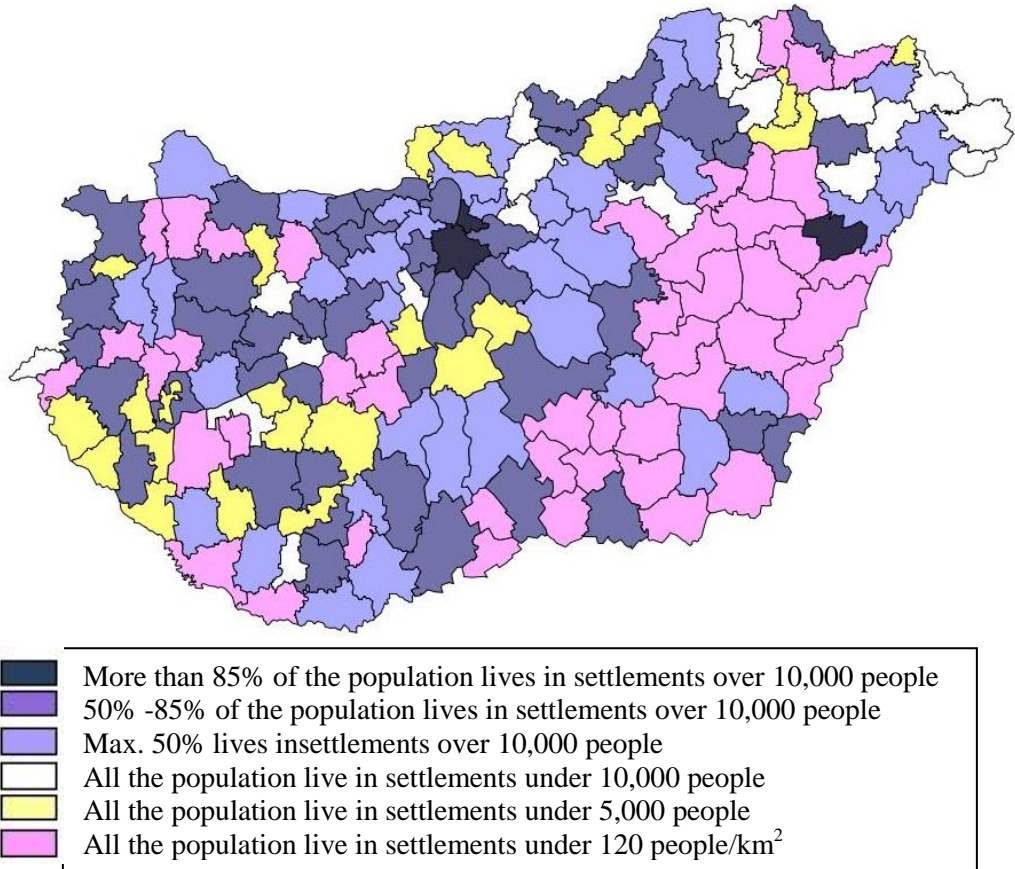 More than 85% of the population lives in settlements over 10,000 people
50% -85% of the population lives in settlements over 10,000 people
Max. 50% lives insettlements over 10,000 people
All the population live in settlements under 10,000 people
All the population live in settlements under 5,000 people
All the population live in settlements under 120 people/km²